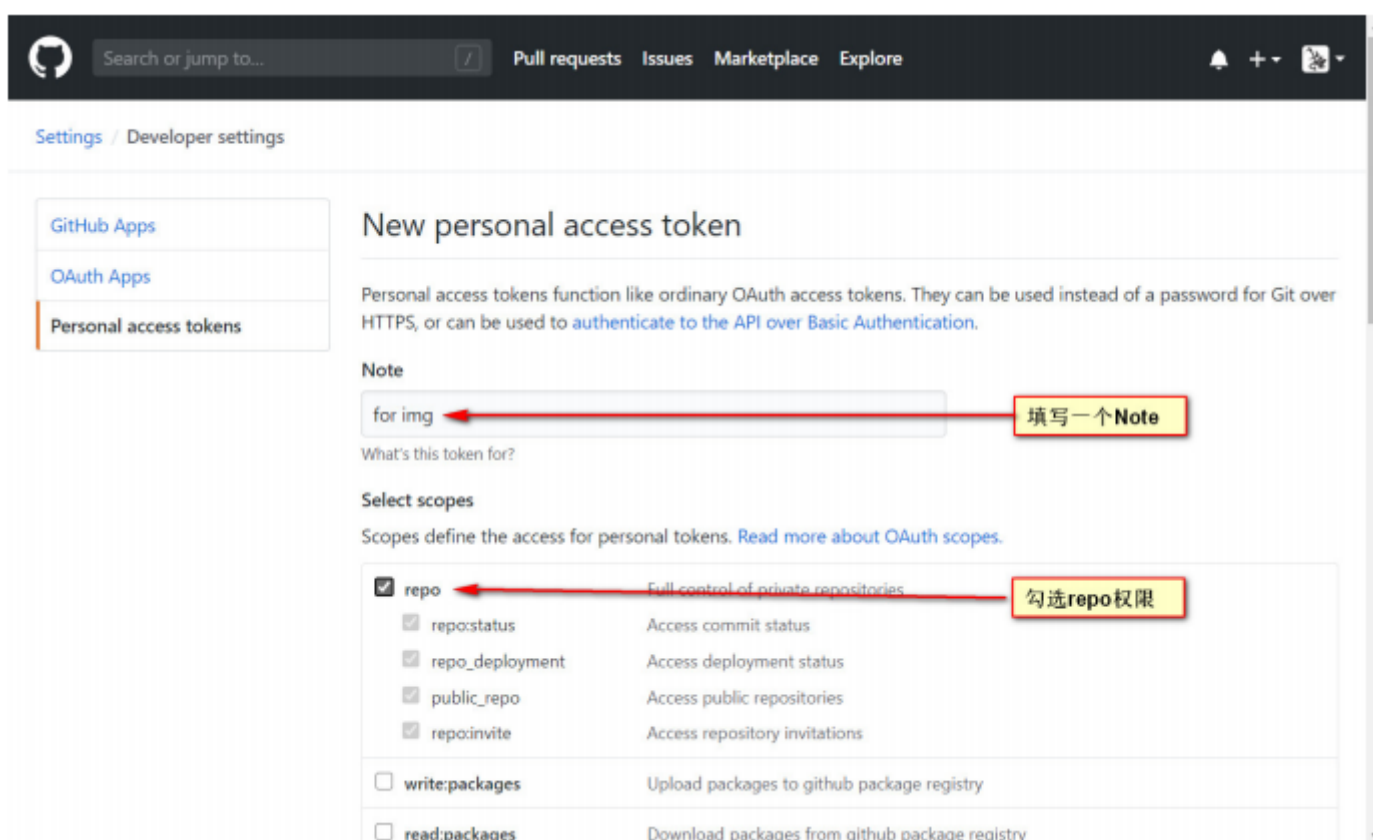 Search or jump to... / Pull requests Issues Marketplace Explore
Settings / Developer settings
GitHub Apps
OAuth Apps
Personal access tokens
New personal access token
Personal access tokens function like ordinary OAuth access tokens. They can be used instead of a password for Git over
HTTPS, or can be used to authenticate to the API over Basic Authentication.
Note
for img
填写一个Note
What's this token for?
Select scopes
Scopes define the access for personal tokens. Read more about OAuth scopes.
repo Full control of private repositories
勾选repo权限
repo:status Access commit status
repo_deployment Access deployment status
public_repo Access public repositories
repo:invite Access repository invitations
write:packages Upload packages to github package registry
read:packages Download packages from github package registry